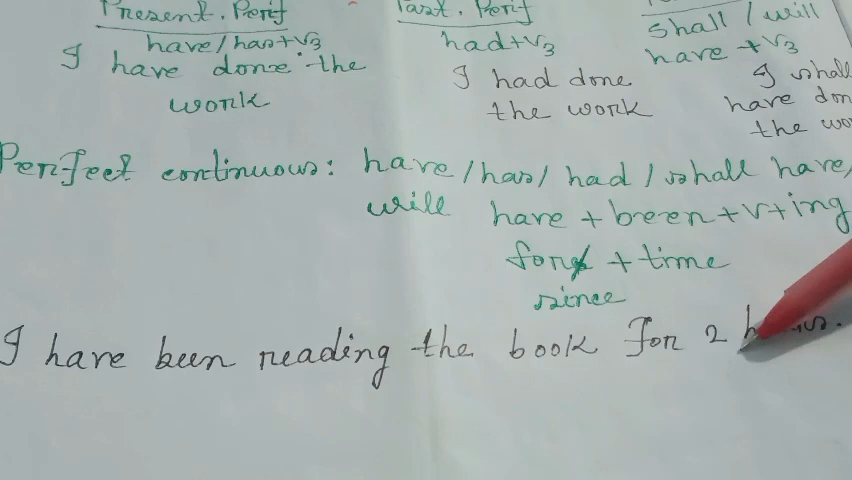 Present. Perf
have/has+v3
I have done the
work
Past. Perf
had+v3
I had done
the work
shall / will
have + v3
I shall
have don
the wo
Perfect continuous: have/has/ had / shall have,
will have + been+v+ing
for + time
since
I have been reading the book for 2